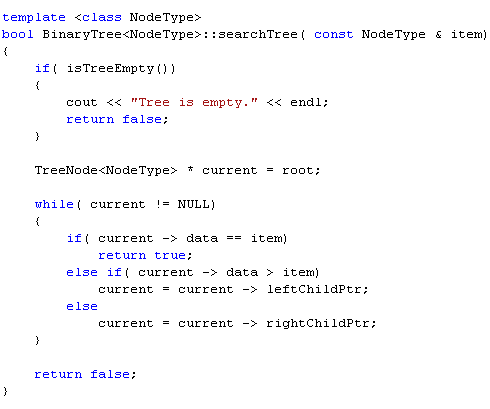 template <class NodeType>
bool BinaryTree<NodeType>::searchTree( const NodeType & item)
{
    if( isTreeEmpty())
    {
        cout << "Tree is empty." << endl;
        return false;
    }

    TreeNode<NodeType> * current = root;

    while( current != NULL)
    {
        if( current -> data == item)
            return true;
        else if( current -> data > item)
            current = current -> leftChildPtr;
        else
            current = current -> rightChildPtr;
    }

    return false;
}